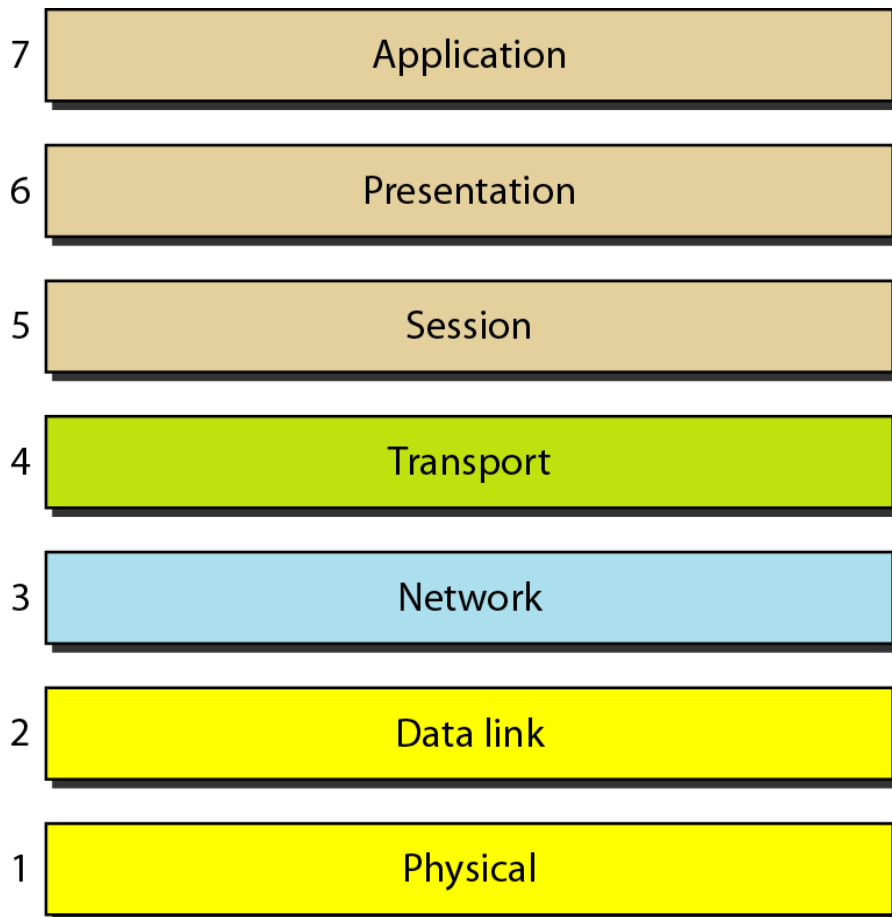 7 Application
6 Presentation
5 Session
4 Transport
3 Network
2 Data link
1 Physical